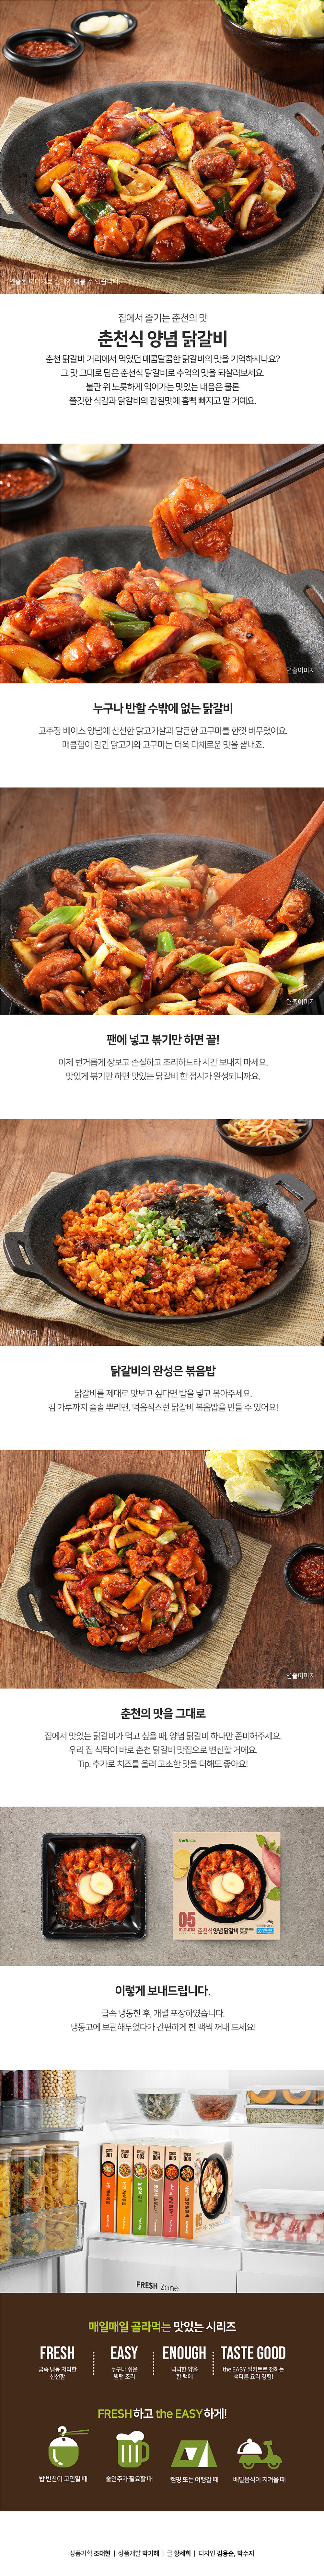 연출된 이미지로 실제와 다를 수 있습니다
집에서 즐기는 춘천의 맛
춘천식 양념 닭갈비
춘천 닭갈비 거리에서 먹었던 매콤달콤한 닭갈비의 맛을 기억하시나요?
그 맛 그대로 담은 춘천식 닭갈비로 추억의 맛을 되살려보세요.
불판 위 노릇하게 익어가는 맛있는 내음은 물론
쫄깃한 식감과 닭갈비의 감칠맛에 흠뻑 빠지고 말 거예요.
연출이미지
누구나 반할 수밖에 없는 닭갈비
고추장 베이스 양념에 신선한 닭고기살과 달큰한 고구마를 한껏 버무렸어요.
매콤함이 감긴 닭고기와 고구마는 더욱 다채로운 맛을 뽐내죠.
연출이미지
팬에 넣고 볶기만 하면 끝!
이제 번거롭게 장보고 손질하고 조리하느라 시간 보내지 마세요.
맛있게 볶기만 하면 맛있는 닭갈비 한 접시가 완성되니까요.
연출이미지
닭갈비의 완성은 볶음밥
닭갈비를 제대로 맛보고 싶다면 밥을 넣고 볶아주세요.
김 가루까지 솔솔 뿌리면, 먹음직스런 닭갈비 볶음밥을 만들 수 있어요!
연출이미지
춘천의 맛을 그대로
집에서 맛있는 닭갈비가 먹고 싶을 때, 양념 닭갈비 하나만 준비해주세요.
우리 집 식탁이 바로 춘천 닭갈비 맛집으로 변신할 거에요.
Tip, 추가로 치즈를 올려 고소한 맛을 더해도 좋아요!
fresheasy
05
춘천식 양념 닭갈비
이렇게 보내드립니다.
급속 냉동한 후, 개별 포장하였습니다.
냉동고에 보관해두었다가 간편하게 한 팩씩 꺼내 드세요!
001 002 003 004 005 006
FRESH Zone
매일매일 골라먹는 맛있는 시리즈
FRESH EASY ENOUGH TASTE GOOD
급속 냉동 처리한 누구나 쉬운 넉넉한 양을 the EASY 밀키트로 전하는
신선함 원팬 조리 한 팩에 색다른 요리 경험!
FRESH하고 the EASY하게!
밥 반찬이 고민일 때 술안주가 필요할 때 캠핑 또는 여행갈 때 배달음식이 지겨울 때
상품기획 조대현 | 상품개발 박기해 | 글 황세희 | 디자인 김용순, 박수지